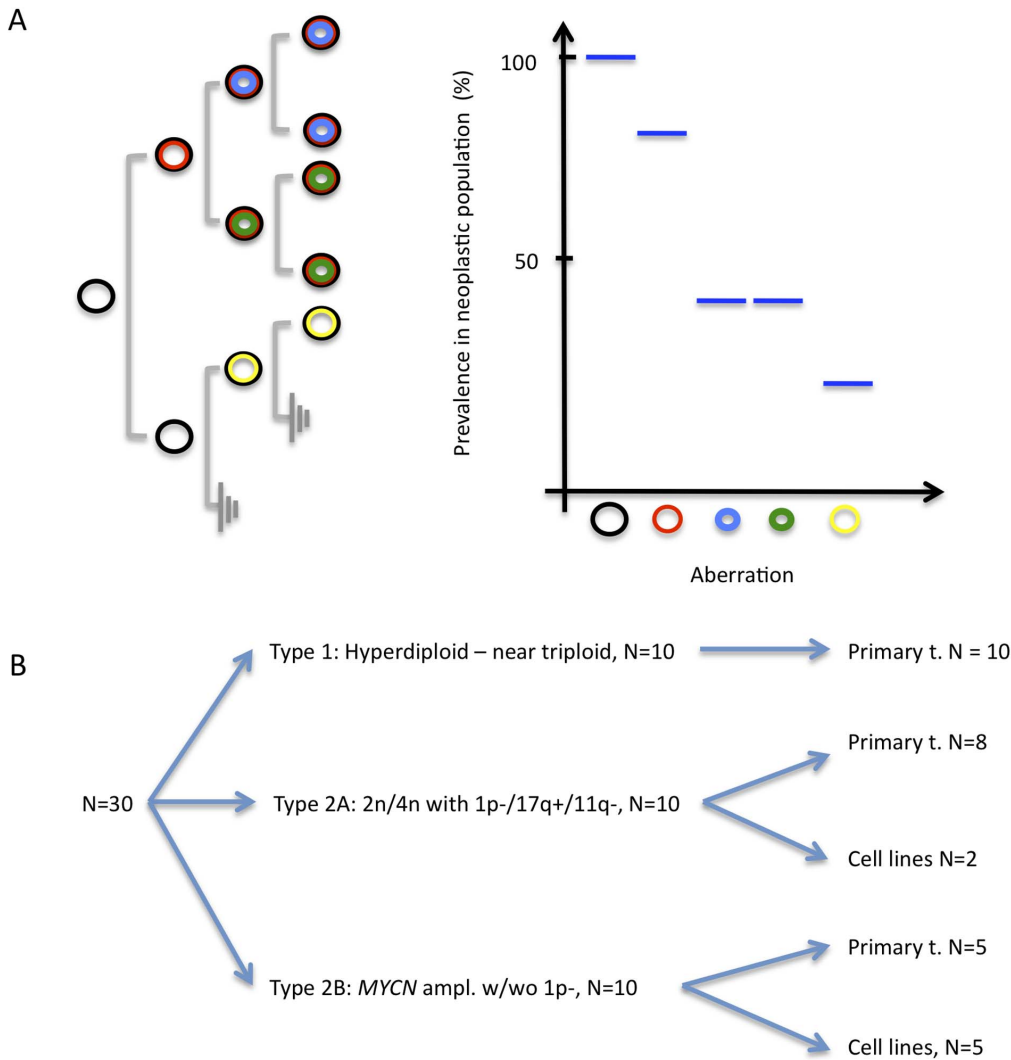 A
100
50
Prevalence in neoplastic population (%)
Aberration
B
N=30
Type 1: Hyperdiploid – near triploid, N=10
Primary t. N = 10
Type 2A: 2n/4n with 1p-/17q+/11q-, N=10
Primary t. N=8
Cell lines N=2
Type 2B: MYCN ampl. w/wo 1p-, N=10
Primary t. N=5
Cell lines, N=5